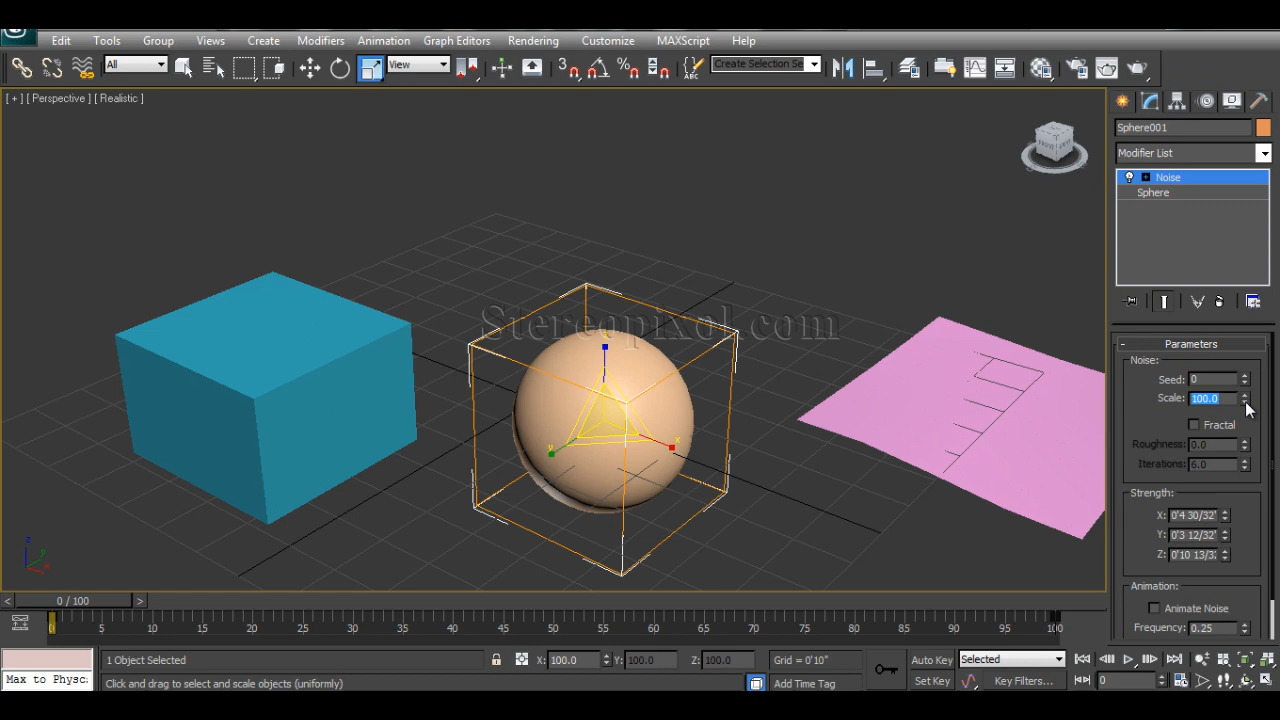 Edit Tools Group Views Create Modifiers Animation Graph Editors Rendering Customize MAXScript Help
All View 3 % ABC Create Selection Se
[ + ] [ Perspective ] [ Realistic ]
Sphere001
Modifier List
Noise
Sphere
Stereopixol.com
Parameters
Noise:
Seed: 0
Scale: 100.0
Fractal
Roughness: 0.0
Iterations: 6.0
Strength:
X: 0'4 30/32"
Y: 0'3 12/32"
Z: 0'10 13/3
Animation:
Animate Noise
Frequency: 0.25
z y x
z y x
< 0 / 100 >
0 5 10 15 20 25 30 35 40 45 50 55 60 65 70 75 80 85 90 95 100
1 Object Selected X: 100.0 Y: 100.0 Z: 100.0 Grid = 0'10" Auto Key Selected
Max to Physc: Click and drag to select and scale objects (uniformly) Add Time Tag Set Key Key Filters... 0